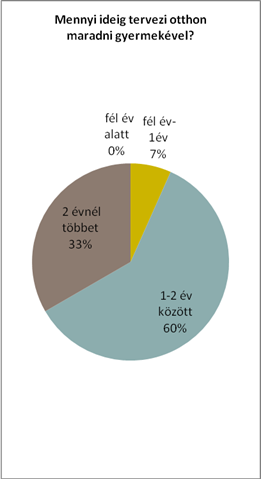 Mennyi ideig tervezi otthon
maradni gyermekével?
fél év
alatt
0%
fél év-
1év
7%
2 évnél
többet
33%
1-2 év
között
60%